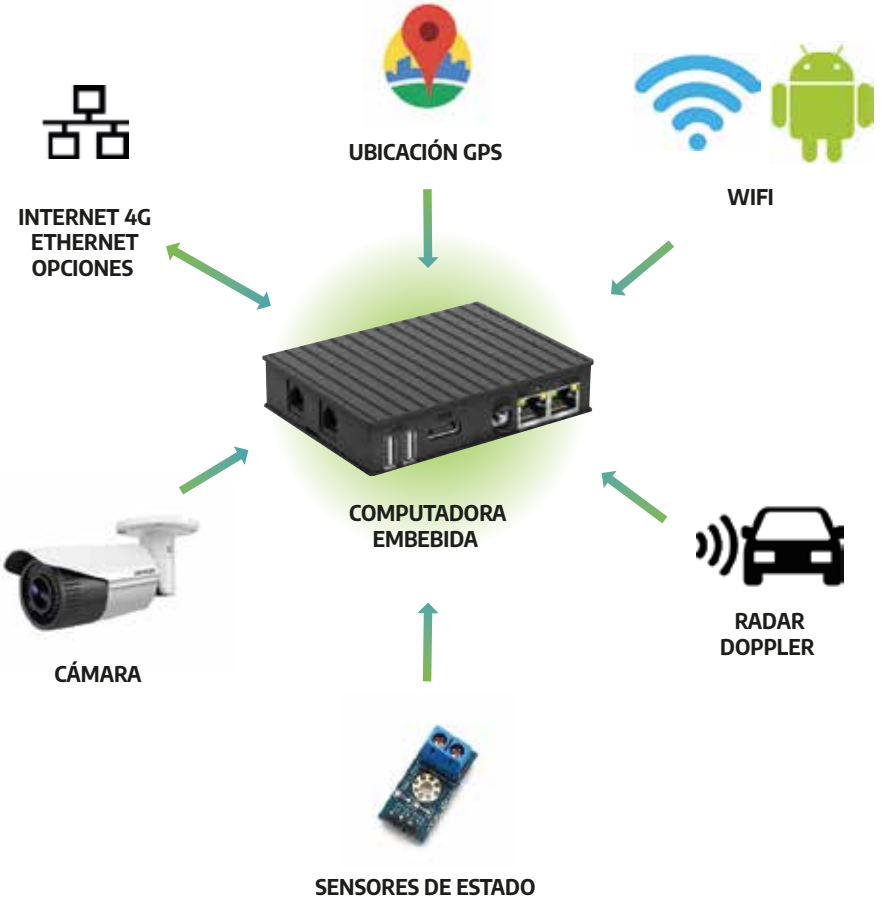 UBICACIÓN GPS
WIFI
INTERNET 4G
ETHERNET
OPCIONES
COMPUTADORA
EMBEBIDA
RADAR
DOPPLER
CÁMARA
SENSORES DE ESTADO